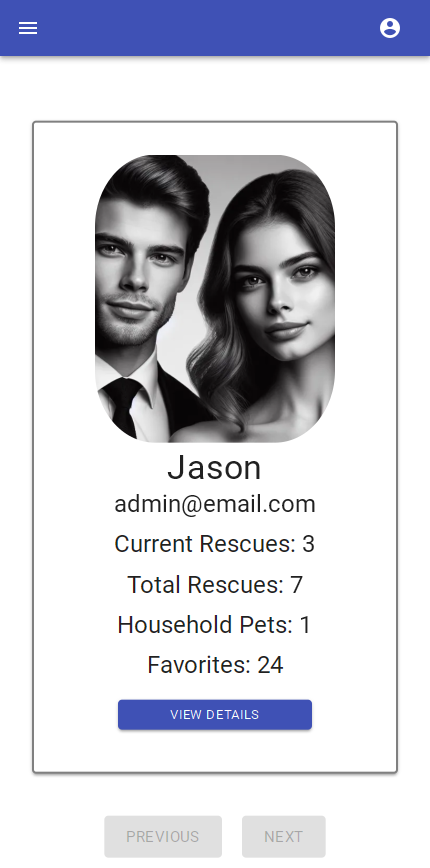 Jason
admin@email.com
Current Rescues: 3
Total Rescues: 7
Household Pets: 1
Favorites: 24
VIEW DETAILS
PREVIOUS NEXT